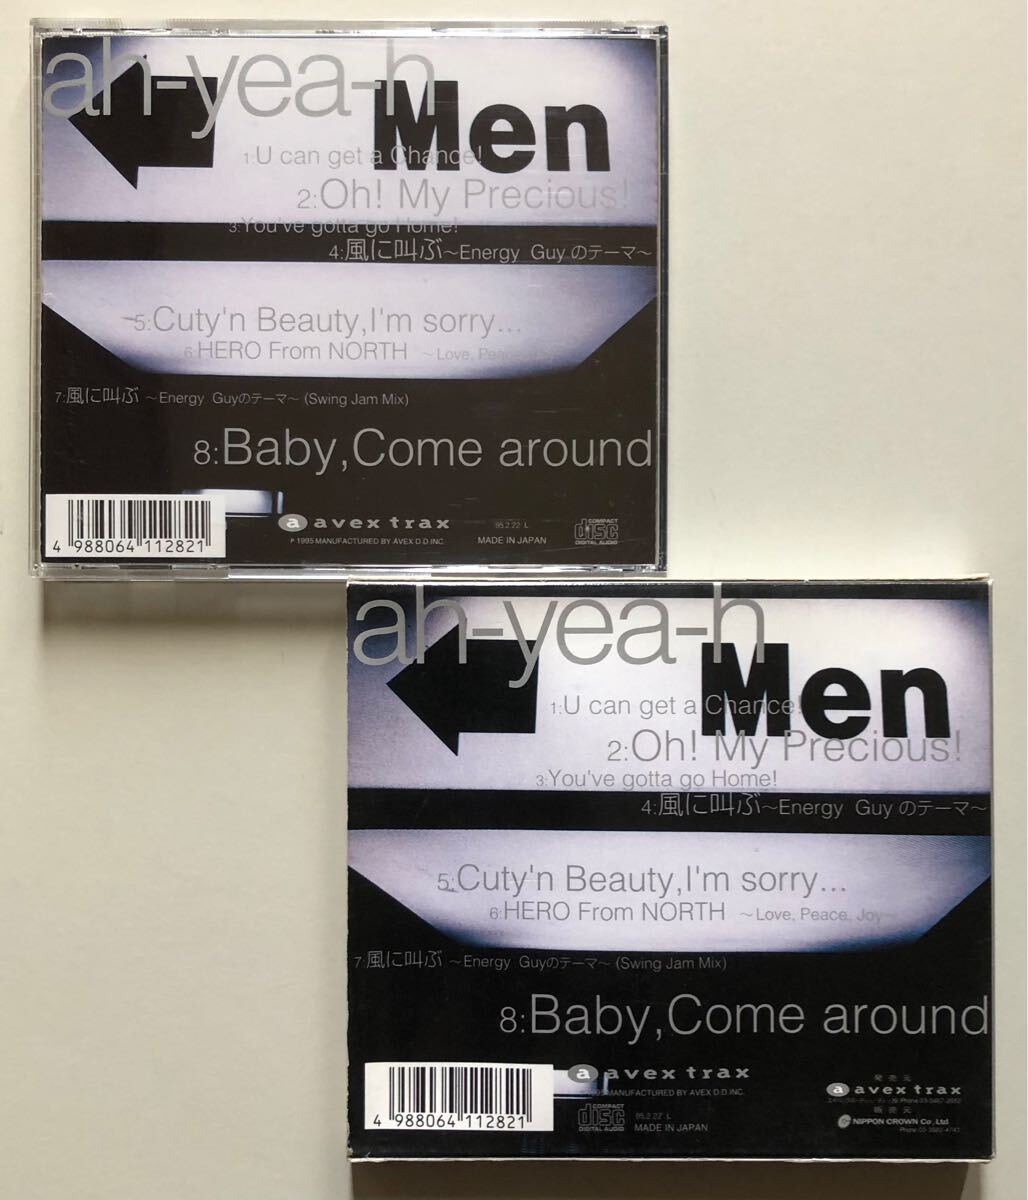 ah-yea-h
Men
1:U can get a Chance!
2:Oh! My Precious!
3:You've gotta go Home!
4:風に叫ぶ～Energy Guy のテーマ～
5:Cuty'n Beauty,I'm sorry...
6:HERO From NORTH ～Love, Peace,
7:風に叫ぶ ～Energy Guyのテーマ～ (Swing Jam Mix)
8:Baby,Come around
4 988064 112821
a avex trax
℗ 1995 MANUFACTURED BY AVEX D.D.INC.
95.2.22 L
MADE IN JAPAN
COMPACT
disc
DIGITAL AUDIO
ah-yea-h
Men
1:U can get a Chance!
2:Oh! My Precious!
3:You've gotta go Home!
4:風に叫ぶ～Energy Guy のテーマ～
5:Cuty'n Beauty,I'm sorry...
6:HERO From NORTH ～Love, Peace, Joy～
7:風に叫ぶ ～Energy Guyのテーマ～ (Swing Jam Mix)
8:Baby,Come around
4 988064 112821
a avex trax
1995 MANUFACTURED BY AVEX D.D.INC.
COMPACT
disc
DIGITAL AUDIO
95.2.22 L
MADE IN JAPAN
発売元
a avex trax
販売元
NIPPON CROWN Co., Ltd